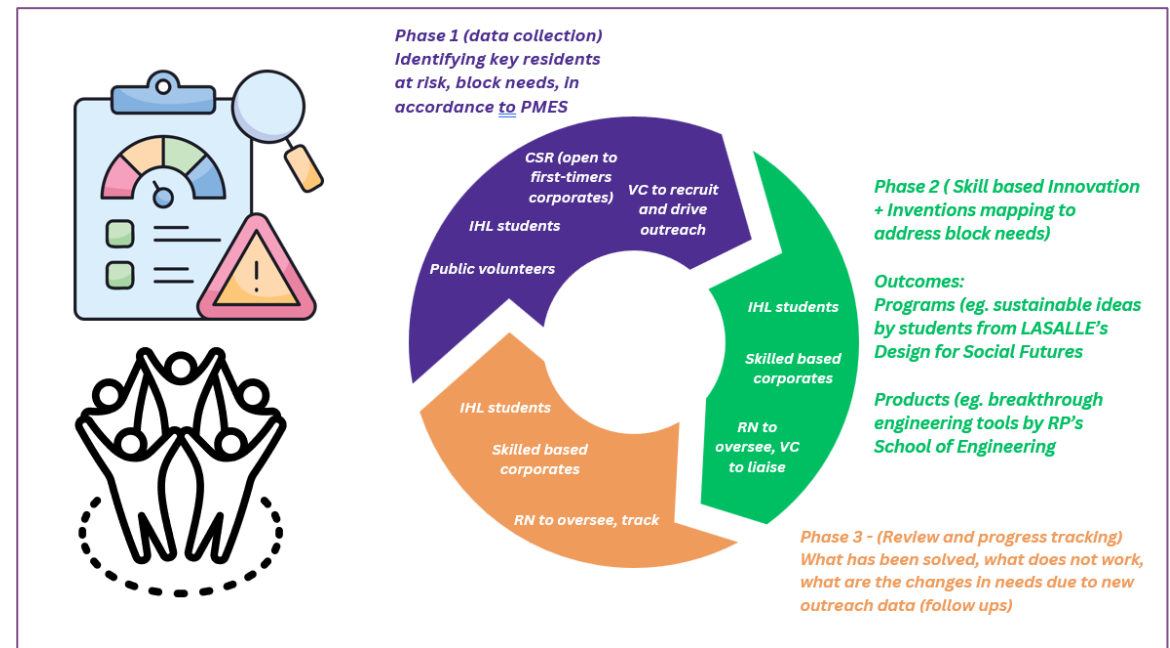 Phase 1 (data collection)
Identifying key residents
at risk, block needs, in
accordance to PMES
CSR (open to
first-timers
corporates)
VC to recruit
and drive
outreach
IHL students
Public volunteers
Phase 2 ( Skill based Innovation
+ Inventions mapping to
address block needs)
Outcomes:
Programs (eg. sustainable ideas
by students from LASALLE's
Design for Social Futures
Products (eg. breakthrough
engineering tools by RP's
School of Engineering
IHL students
Skilled based
corporates
RN to
oversee, VC
to liaise
IHL students
Skilled based
corporates
RN to oversee, track
Phase 3 - (Review and progress tracking)
What has been solved, what does not work,
what are the changes in needs due to new
outreach data (follow ups)